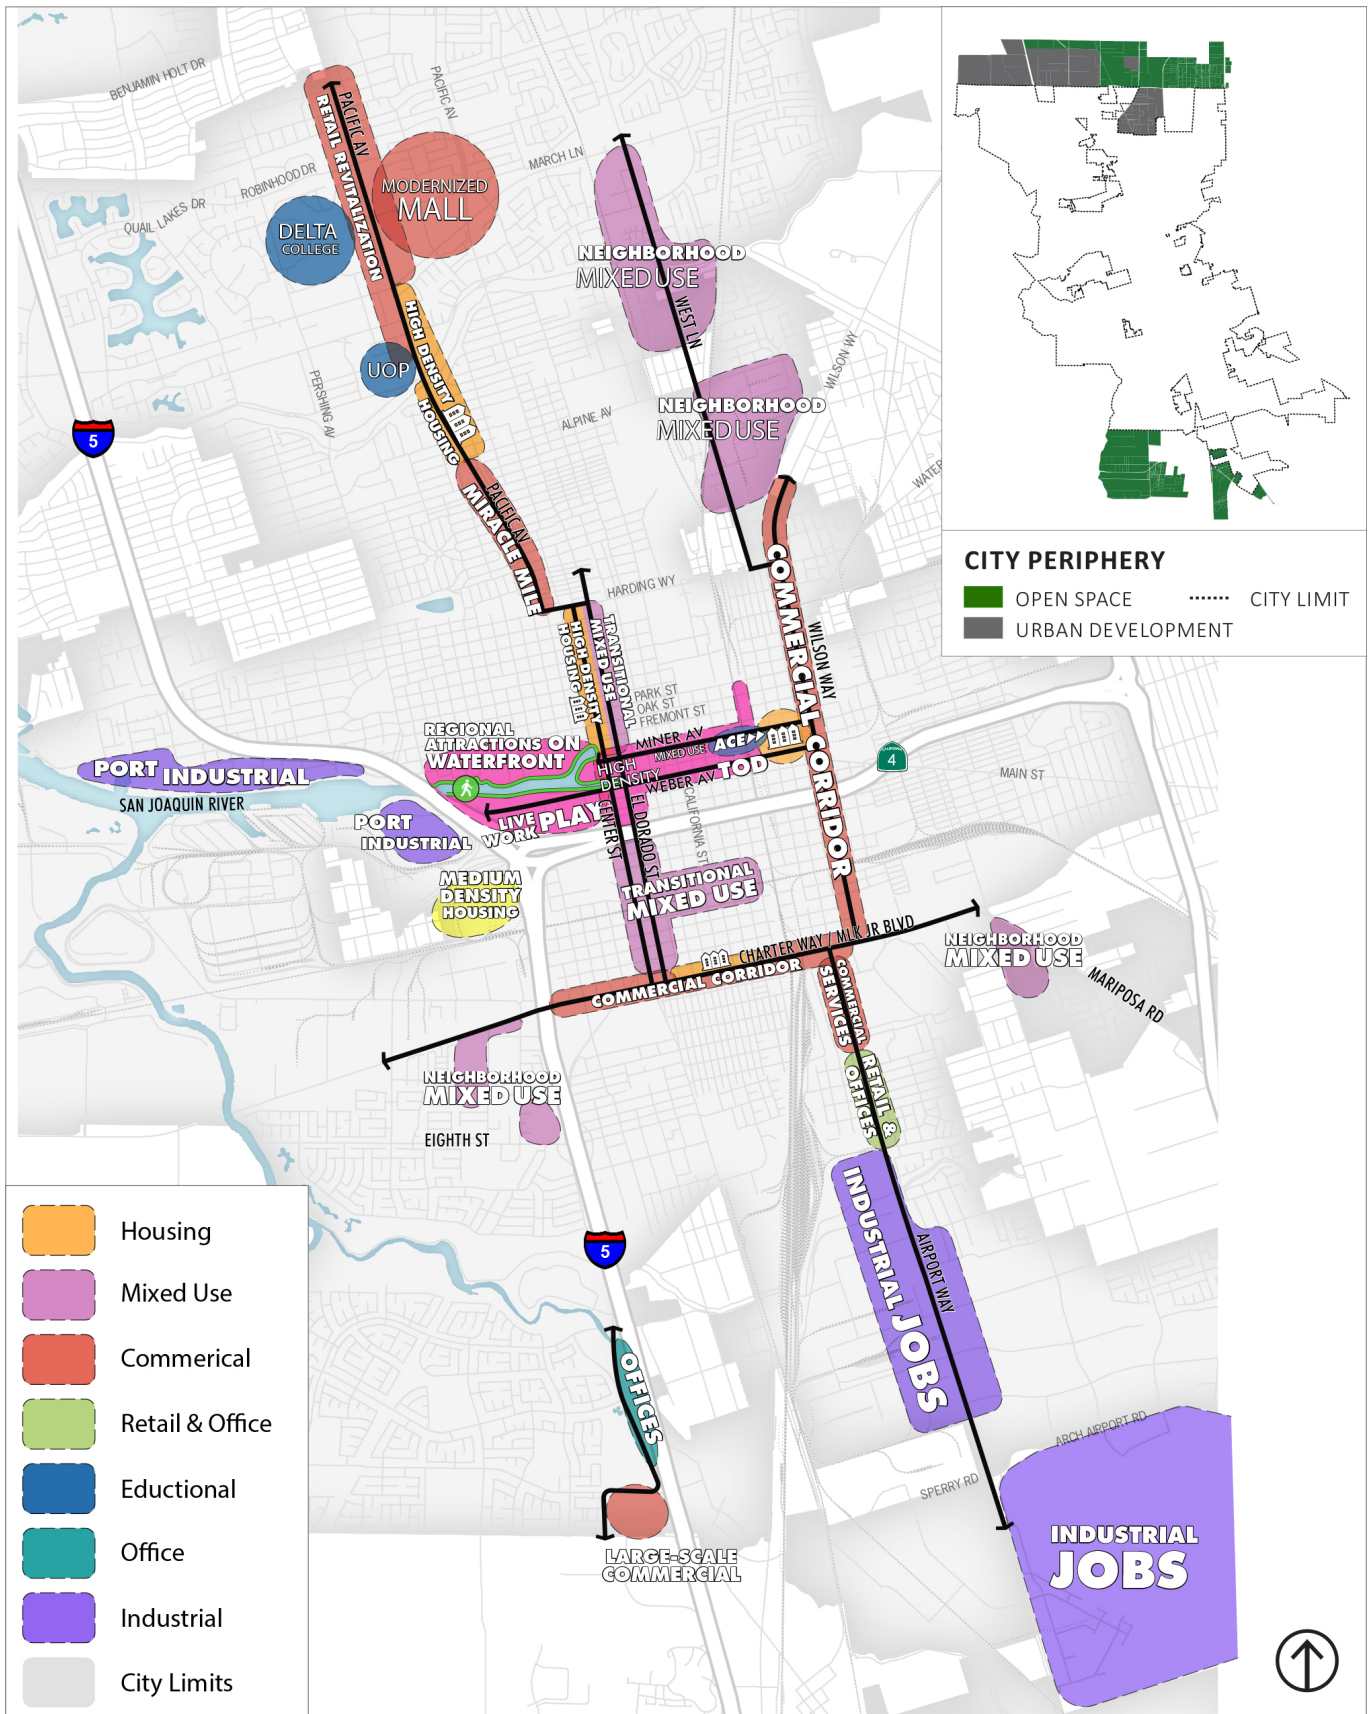 BENJAMIN HOLT DR
PACIFIC AV
PACIFIC AV
RETAIL REVITALIZATION
MODERNIZED
MALL
MARCH LN
ROBINHOOD DR
QUAIL LAKES DR
DELTA
COLLEGE
NEIGHBORHOOD
MIXED USE
WEST LN
HIGH DENSITY
HOUSING
UOP
PERSHING AV
WILSON WY
ALPINE AV
NEIGHBORHOOD
MIXED USE
5
PACIFIC AV
MIRACLE MILE
HARDING WY
CITY PERIPHERY
OPEN SPACE
CITY LIMIT
URBAN DEVELOPMENT
COMMERCIAL CORRIDOR
WILSON WAY
HIGH DENSITY
HOUSING
TRANSITIONAL
MIXED USE
PARK ST
OAK ST
FREMONT ST
REGIONAL
ATTRACTIONS ON
WATERFRONT
MINER AV
MIXED USE
ACE
HIGH
DENSITY
TOD
WEBER AV
CALIFORNIA
4
MAIN ST
PORT INDUSTRIAL
SAN JOAQUIN RIVER
PORT
INDUSTRIAL
LIVE
WORK
PLAY
CENTER ST
EL DORADO ST
CALIFORNIA ST
MEDIUM
DENSITY
HOUSING
TRANSITIONAL
MIXED USE
CHARTER WAY / MLK JR BLVD
COMMERCIAL CORRIDOR
NEIGHBORHOOD
MIXED USE
MARIPOSA RD
COMMERCIAL
SERVICES
NEIGHBORHOOD
MIXED USE
EIGHTH ST
RETAIL &
OFFICES
INDUSTRIAL JOBS
AIRPORT WAY
5
OFFICES
ARCH AIRPORT RD
SPERRY RD
LARGE-SCALE
COMMERCIAL
INDUSTRIAL
JOBS
Housing
Mixed Use
Commerical
Retail & Office
Eductional
Office
Industrial
City Limits